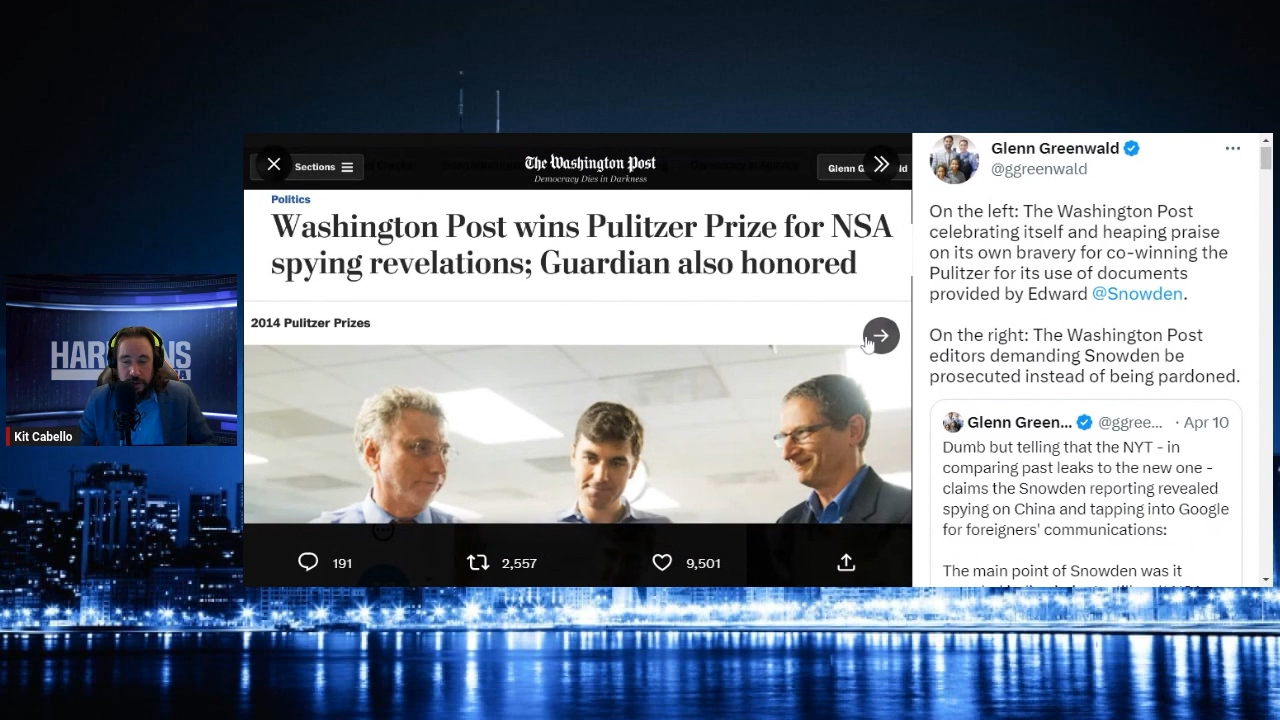 Sections
The Washington Post
Democracy Dies in Darkness
Glenn G
ld
Politics
Washington Post wins Pulitzer Prize for NSA
spying revelations; Guardian also honored
2014 Pulitzer Prizes
191
2,557
9,501
Glenn Greenwald
@ggreenwald
On the left: The Washington Post
celebrating itself and heaping praise
on its own bravery for co-winning the
Pulitzer for its use of documents
provided by Edward @Snowden.
On the right: The Washington Post
editors demanding Snowden be
prosecuted instead of being pardoned.
Glenn Green... @ggree... · Apr 10
Dumb but telling that the NYT - in
comparing past leaks to the new one -
claims the Snowden reporting revealed
spying on China and tapping into Google
for foreigners' communications:
The main point of Snowden was it
Kit Cabello